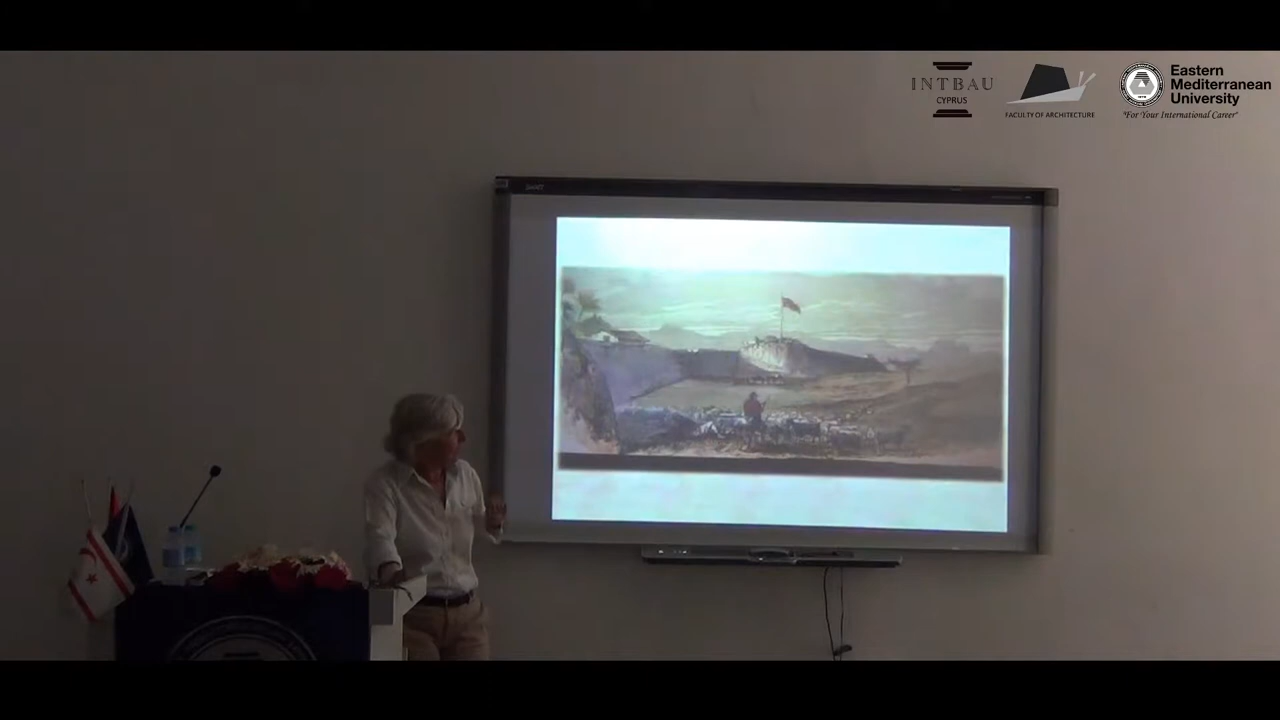 INTBAU
CYPRUS
FACULTY OF ARCHITECTURE
Eastern
Mediterranean
University
"For Your International Career"